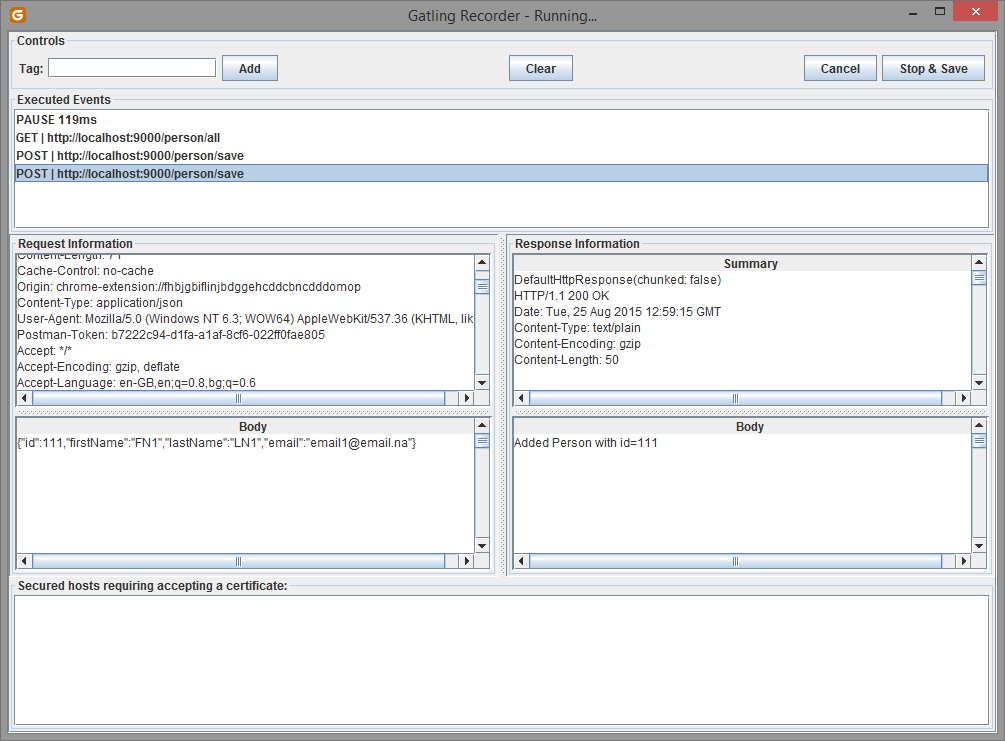 Gatling Recorder - Running...
Controls
Tag:
Add
Clear
Cancel
Stop & Save
Executed Events
PAUSE 119ms
GET | http://localhost:9000/person/all
POST | http://localhost:9000/person/save
POST | http://localhost:9000/person/save
Request Information
Content-Length: 71
Cache-Control: no-cache
Origin: chrome-extension://fhbjgbiflinjbdggehcddcbncdddomop
Content-Type: application/json
User-Agent: Mozilla/5.0 (Windows NT 6.3; WOW64) AppleWebKit/537.36 (KHTML, lik
Postman-Token: b7222c94-d1fa-a1af-8cf6-022ff0fae805
Accept: */*
Accept-Encoding: gzip, deflate
Accept-Language: en-GB,en;q=0.8,bg;q=0.6
Body
{"id":111,"firstName":"FN1","lastName":"LN1","email":"email1@email.na"}
Response Information
Summary
DefaultHttpResponse(chunked: false)
HTTP/1.1 200 OK
Date: Tue, 25 Aug 2015 12:59:15 GMT
Content-Type: text/plain
Content-Encoding: gzip
Content-Length: 50
Body
Added Person with id=111
Secured hosts requiring accepting a certificate: